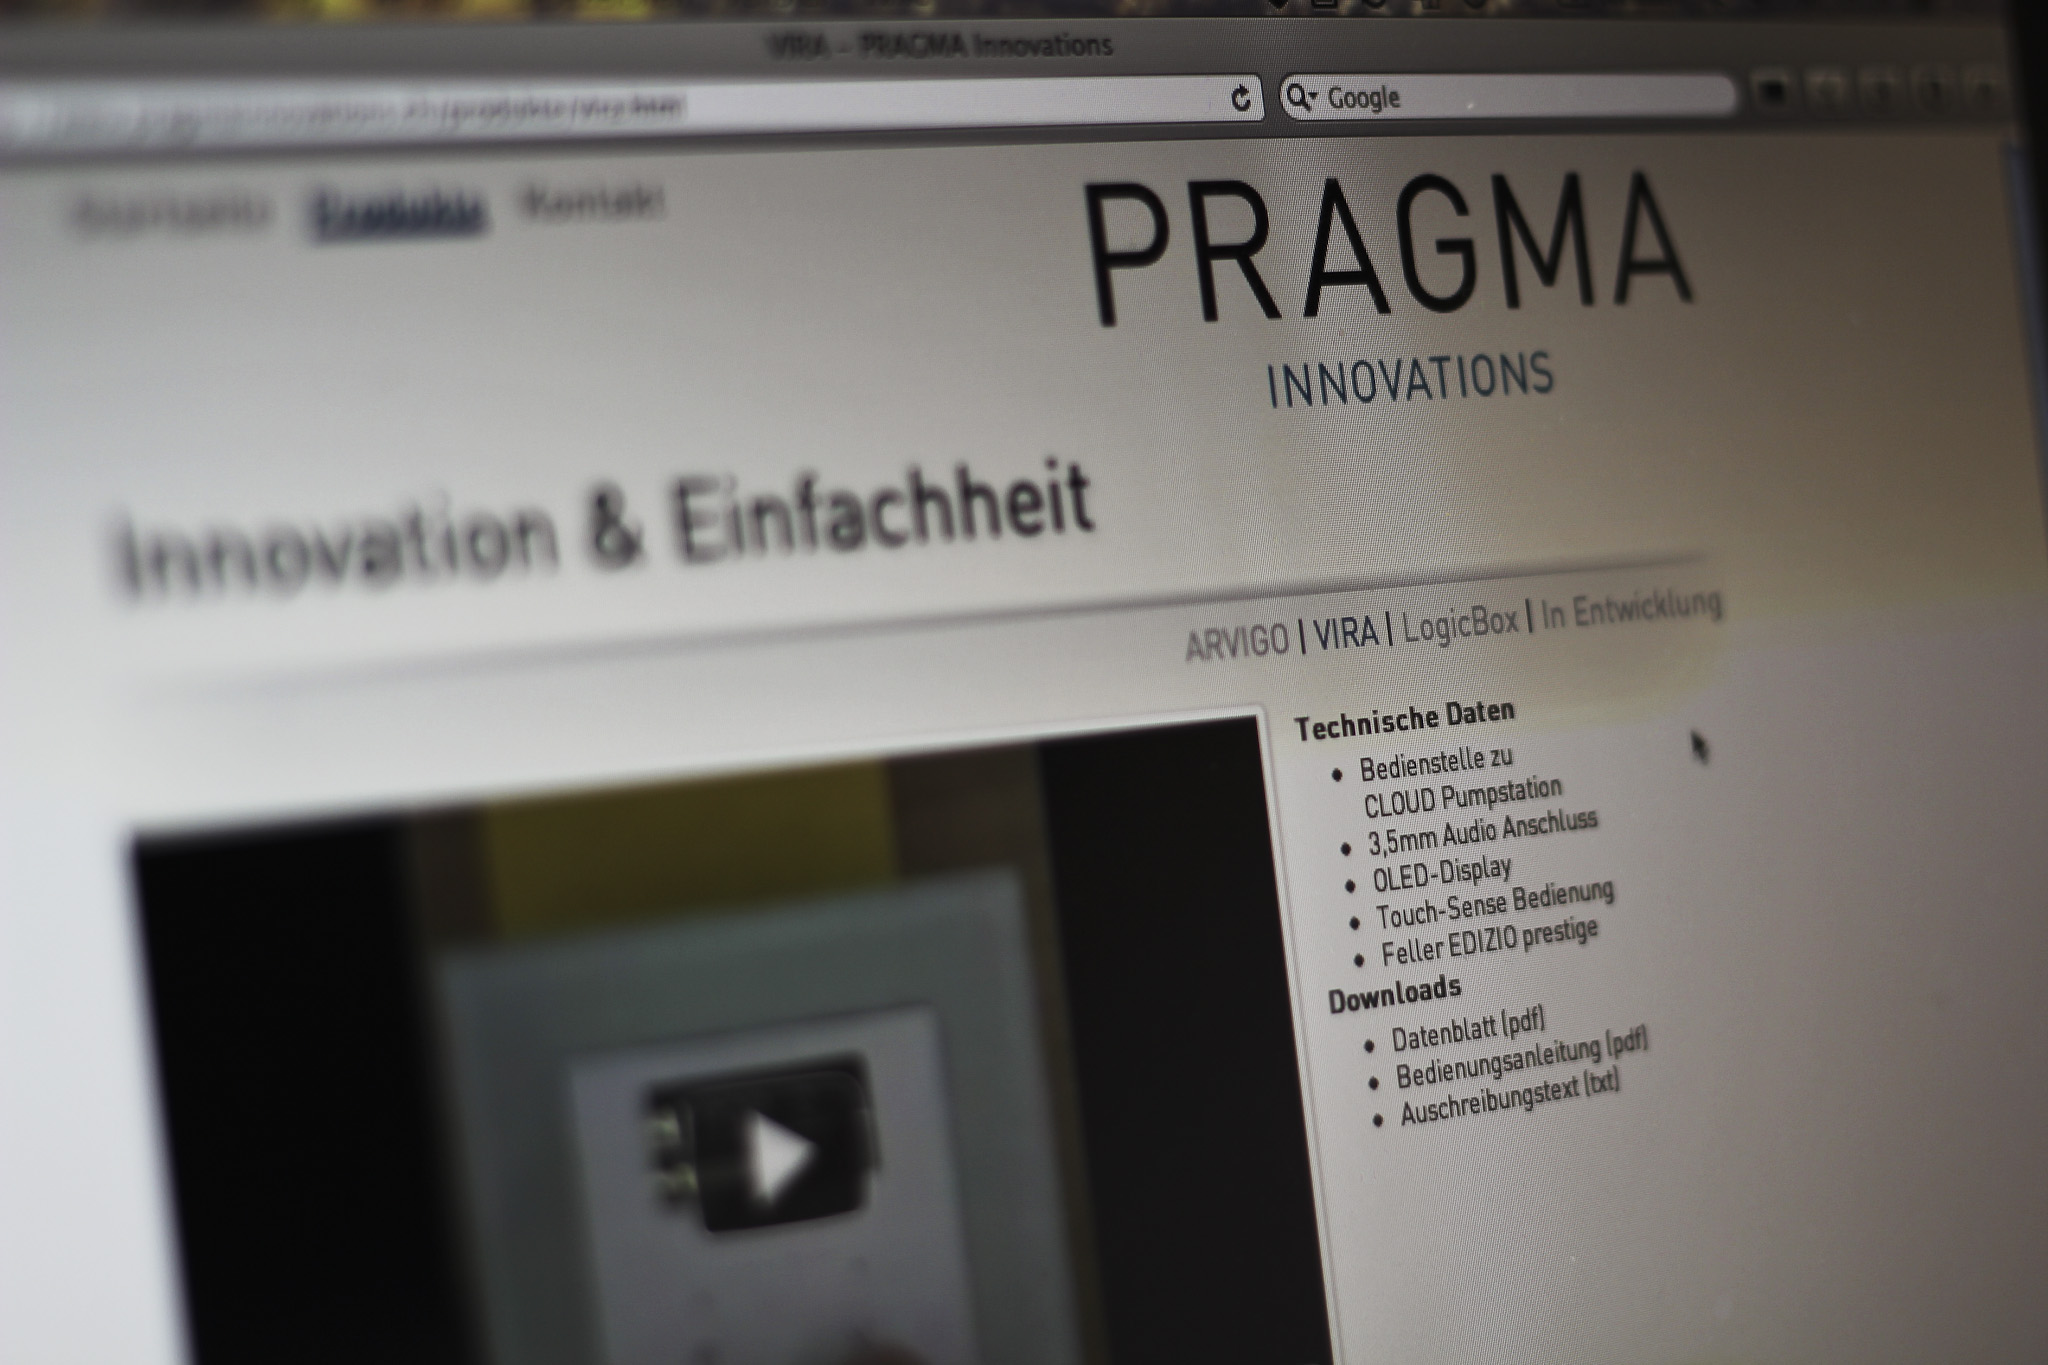 VIRA – PRAGMA Innovations
Google
Startseite Produkte Kontakt
PRAGMA
INNOVATIONS
Innovation & Einfachheit
ARVIGO | VIRA | LogicBox | In Entwicklung
Technische Daten
• Bedienstelle zu
CLOUD Pumpstation
• 3,5mm Audio Anschluss
• OLED-Display
• Touch-Sense Bedienung
• Feller EDIZIO prestige
Downloads
• Datenblatt (pdf)
• Bedienungsanleitung (pdf)
• Auschreibungstext (txt)